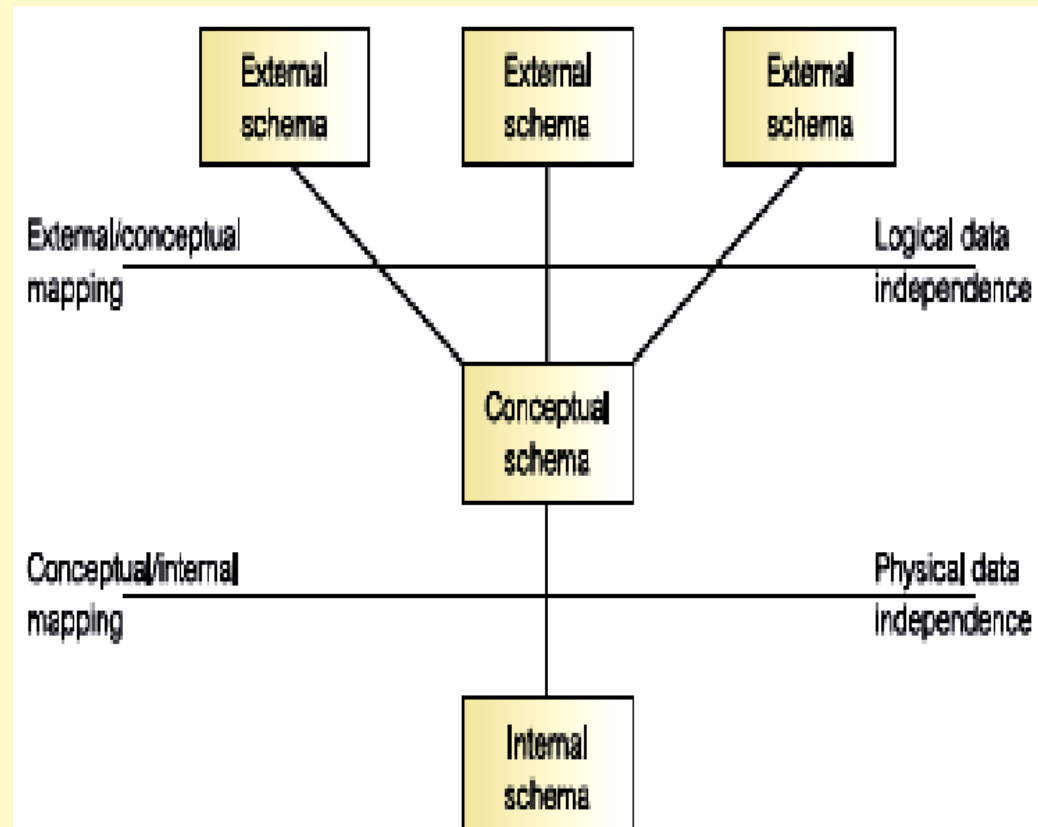 External
schema
External
schema
External
schema
External/conceptual
mapping
Logical data
independence
Conceptual
schema
Conceptual/internal
mapping
Physical data
independence
Internal
schema